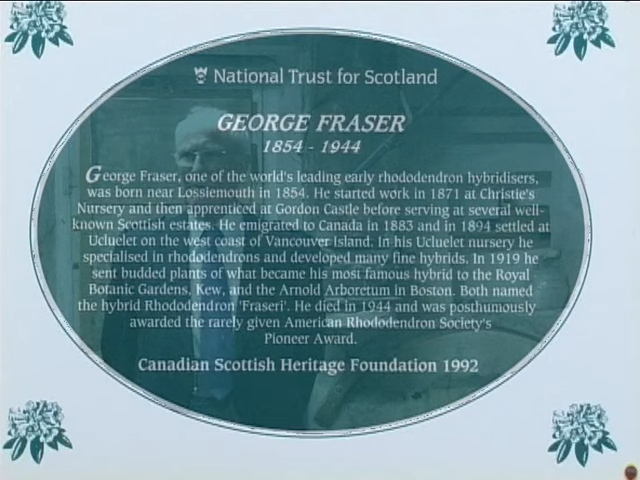 National Trust for Scotland
GEORGE FRASER
1854 - 1944
George Fraser, one of the world's leading early rhododendron hybridisers,
was born near Lossiemouth in 1854. He started work in 1871 at Christie's
Nursery and then apprenticed at Gordon Castle before serving at several well-
known Scottish estates. He emigrated to Canada in 1883 and in 1894 settled at
Ucluelet on the west coast of Vancouver Island. In his Ucluelet nursery he
specialised in rhododendrons and developed many fine hybrids. In 1919 he
sent budded plants of what became his most famous hybrid to the Royal
Botanic Gardens, Kew, and the Arnold Arboretum in Boston. Both named
the hybrid Rhododendron 'Fraseri'. He died in 1944 and was posthumously
awarded the rarely given American Rhododendron Society's
Pioneer Award.
Canadian Scottish Heritage Foundation 1992